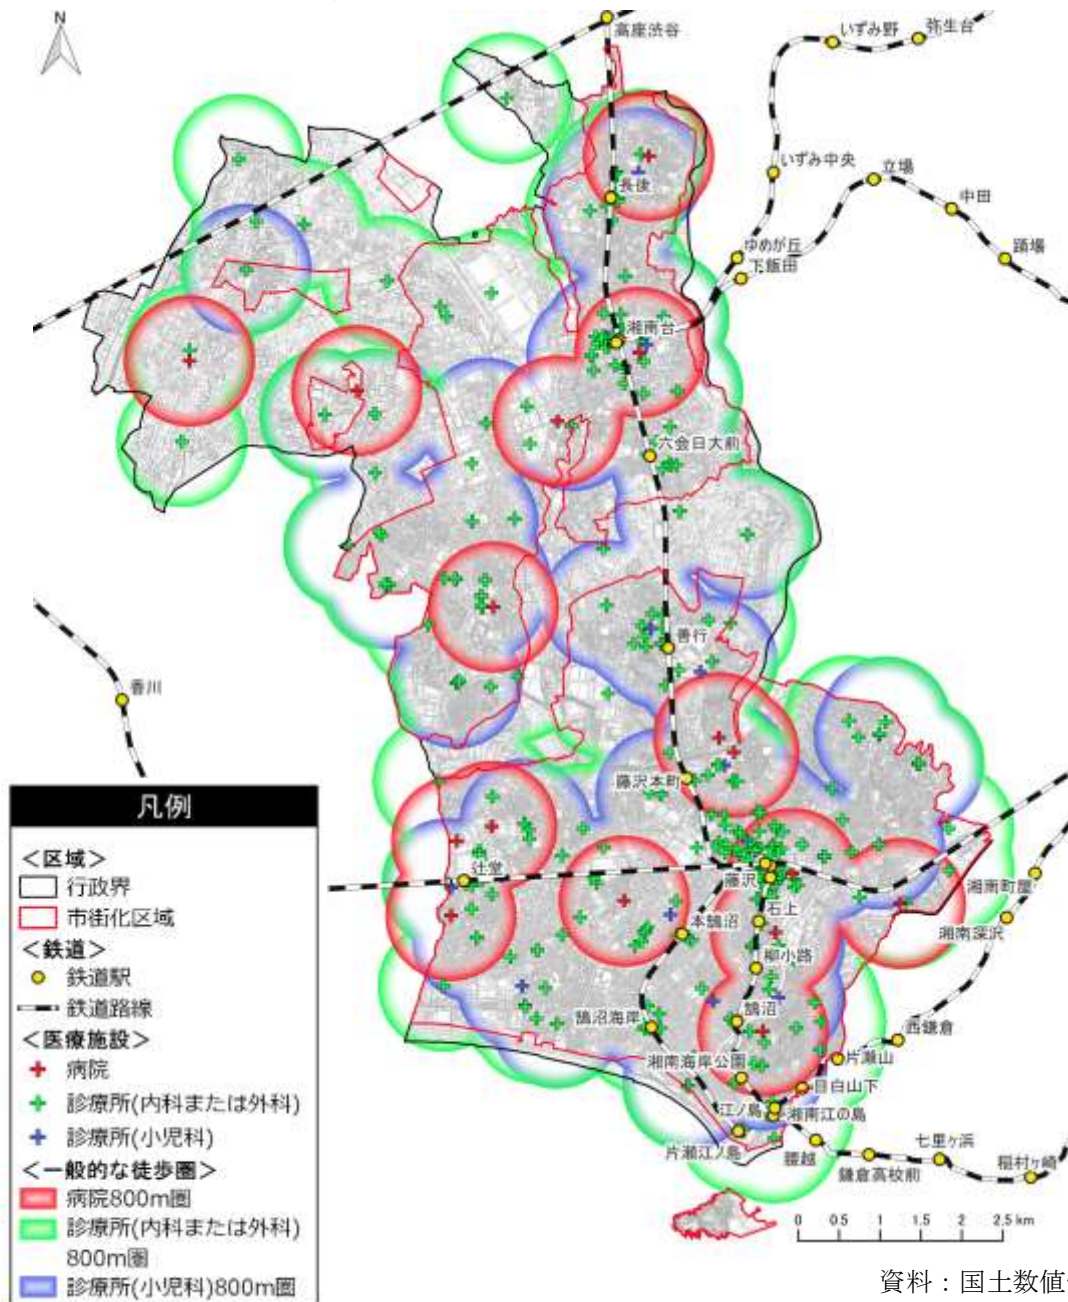 N
高座渋谷
いずみ野
弥生台
いずみ中央
立場
中田
踊場
長後
ゆめが丘
下飯田
湘南台
六会日大前
善行
香川
藤沢本町
辻堂
藤沢
本鵠沼
石上
柳小路
湘南町屋
湘南深沢
鵠沼
鵠沼海岸
西鎌倉
湘南海岸公園
片瀬山
目白山下
江ノ島
湘南江の島
片瀬江ノ島
腰越
七里ヶ浜
鎌倉高校前
稲村ヶ崎
凡例
<区域>
行政界
市街化区域
<鉄道>
鉄道駅
鉄道路線
<医療施設>
病院
診療所(内科または外科)
診療所(小児科)
<一般的な徒歩圏>
病院800m圏
診療所(内科または外科)
800m圏
診療所(小児科)800m圏
0 0.5 1 1.5 2 2.5 km
資料：国土数値